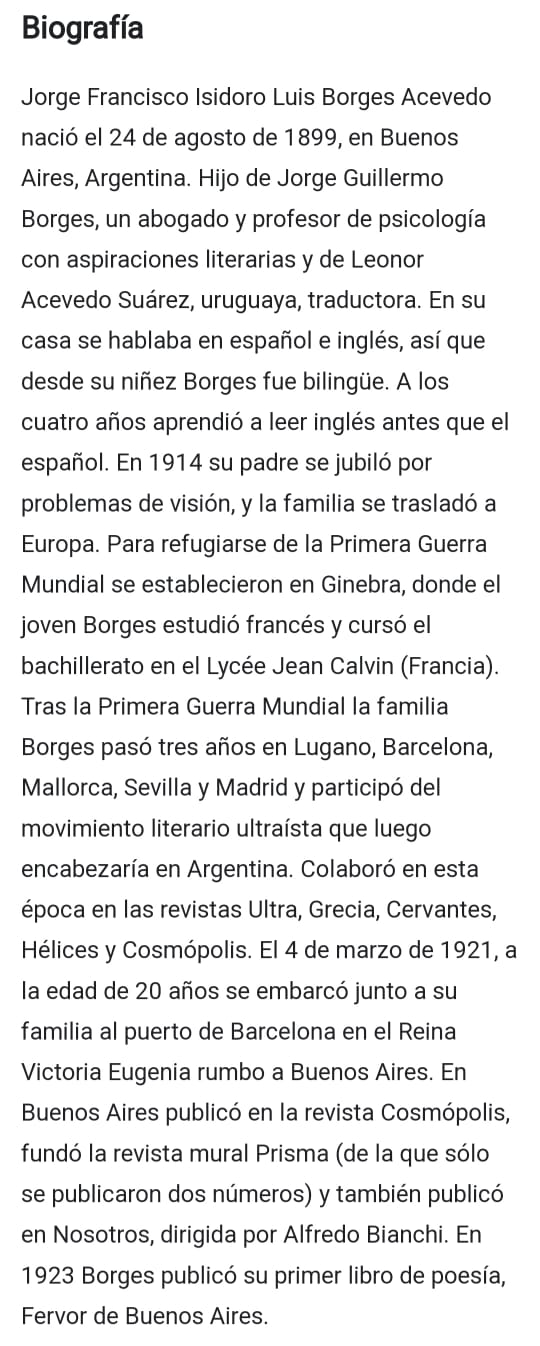 Biografía
Jorge Francisco Isidoro Luis Borges Acevedo
nació el 24 de agosto de 1899, en Buenos
Aires, Argentina. Hijo de Jorge Guillermo
Borges, un abogado y profesor de psicología
con aspiraciones literarias y de Leonor
Acevedo Suárez, uruguaya, traductora. En su
casa se hablaba en español e inglés, así que
desde su niñez Borges fue bilingüe. A los
cuatro años aprendió a leer inglés antes que el
español. En 1914 su padre se jubiló por
problemas de visión, y la familia se trasladó a
Europa. Para refugiarse de la Primera Guerra
Mundial se establecieron en Ginebra, donde el
joven Borges estudió francés y cursó el
bachillerato en el Lycée Jean Calvin (Francia).
Tras la Primera Guerra Mundial la familia
Borges pasó tres años en Lugano, Barcelona,
Mallorca, Sevilla y Madrid y participó del
movimiento literario ultraísta que luego
encabezaría en Argentina. Colaboró en esta
época en las revistas Ultra, Grecia, Cervantes,
Hélices y Cosmópolis. El 4 de marzo de 1921, a
la edad de 20 años se embarcó junto a su
familia al puerto de Barcelona en el Reina
Victoria Eugenia rumbo a Buenos Aires. En
Buenos Aires publicó en la revista Cosmópolis,
fundó la revista mural Prisma (de la que sólo
se publicaron dos números) y también publicó
en Nosotros, dirigida por Alfredo Bianchi. En
1923 Borges publicó su primer libro de poesía,
Fervor de Buenos Aires.